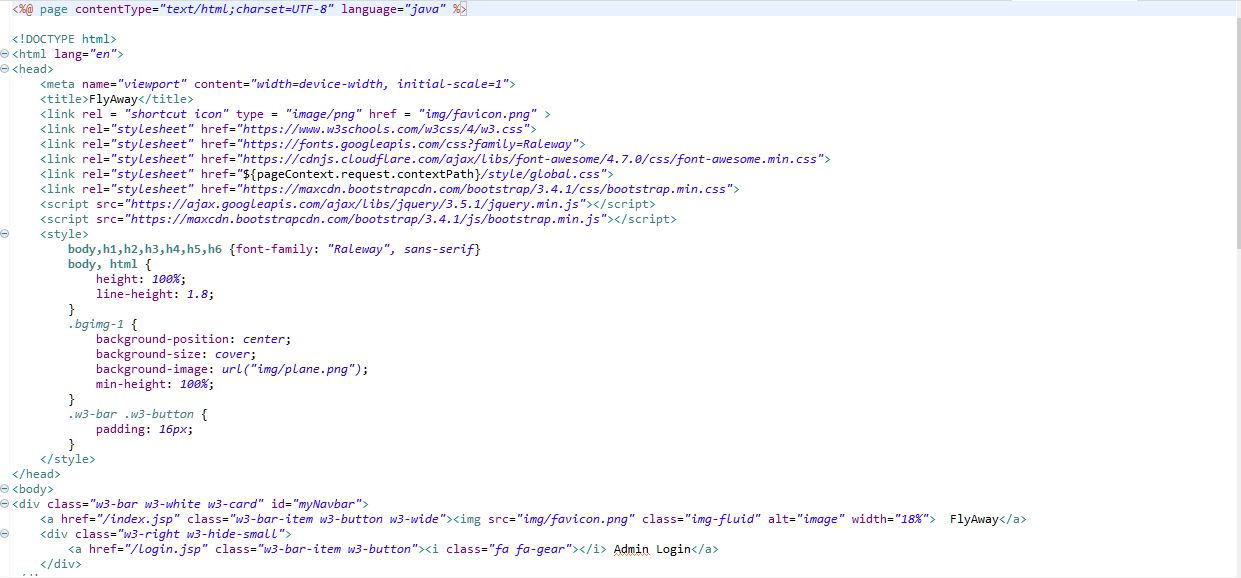 <%@ page contentType="text/html;charset=UTF-8" language="java" %>
<!DOCTYPE html>
<html lang="en">
<head>
<meta name="viewport" content="width=device-width, initial-scale=1">
<title>FlyAway</title>
<link rel = "shortcut icon" type = "image/png" href = "img/favicon.png" >
<link rel="stylesheet" href="https://www.w3schools.com/w3css/4/w3.css">
<link rel="stylesheet" href="https://fonts.googleapis.com/css?family=Raleway">
<link rel="stylesheet" href="https://cdnjs.cloudflare.com/ajax/libs/font-awesome/4.7.0/css/font-awesome.min.css">
<link rel="stylesheet" href="${pageContext.request.contextPath}/style/global.css">
<link rel="stylesheet" href="https://maxcdn.bootstrapcdn.com/bootstrap/3.4.1/css/bootstrap.min.css">
<script src="https://ajax.googleapis.com/ajax/libs/jquery/3.5.1/jquery.min.js"></script>
<script src="https://maxcdn.bootstrapcdn.com/bootstrap/3.4.1/js/bootstrap.min.js"></script>
<style>
body,h1,h2,h3,h4,h5,h6 {font-family: "Raleway", sans-serif}
body, html {
height: 100%;
line-height: 1.8;
}
.bgimg-1 {
background-position: center;
background-size: cover;
background-image: url("img/plane.png");
min-height: 100%;
}
.w3-bar .w3-button {
padding: 16px;
}
</style>
</head>
<body>
<div class="w3-bar w3-white w3-card" id="myNavbar">
<a href="/index.jsp" class="w3-bar-item w3-button w3-wide"><img src="img/favicon.png" class="img-fluid" alt="image" width="18%">  FlyAway</a>
<div class="w3-right w3-hide-small">
<a href="/login.jsp" class="w3-bar-item w3-button"><i class="fa fa-gear"></i> Admin Login</a>
</div>